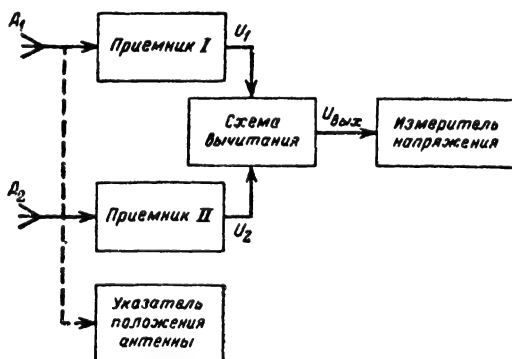 A₁
Приемник I
U₁
Схема
вычитания
Uвых
Измеритель
напряжения
A₂
Приемник II
U₂
Указатель
положения
антенны